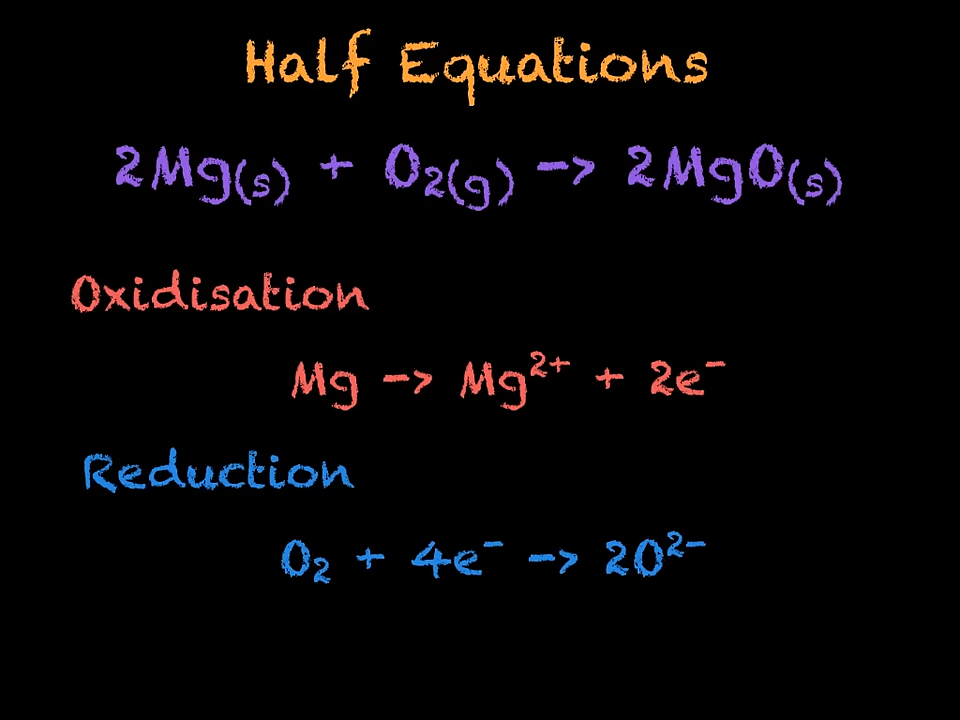 Half Equations
2Mg(s) + O₂(g) -> 2MgO(s)
Oxidisation
Mg -> Mg²⁺ + 2e⁻
Reduction
O₂ + 4e⁻ -> 2O²⁻